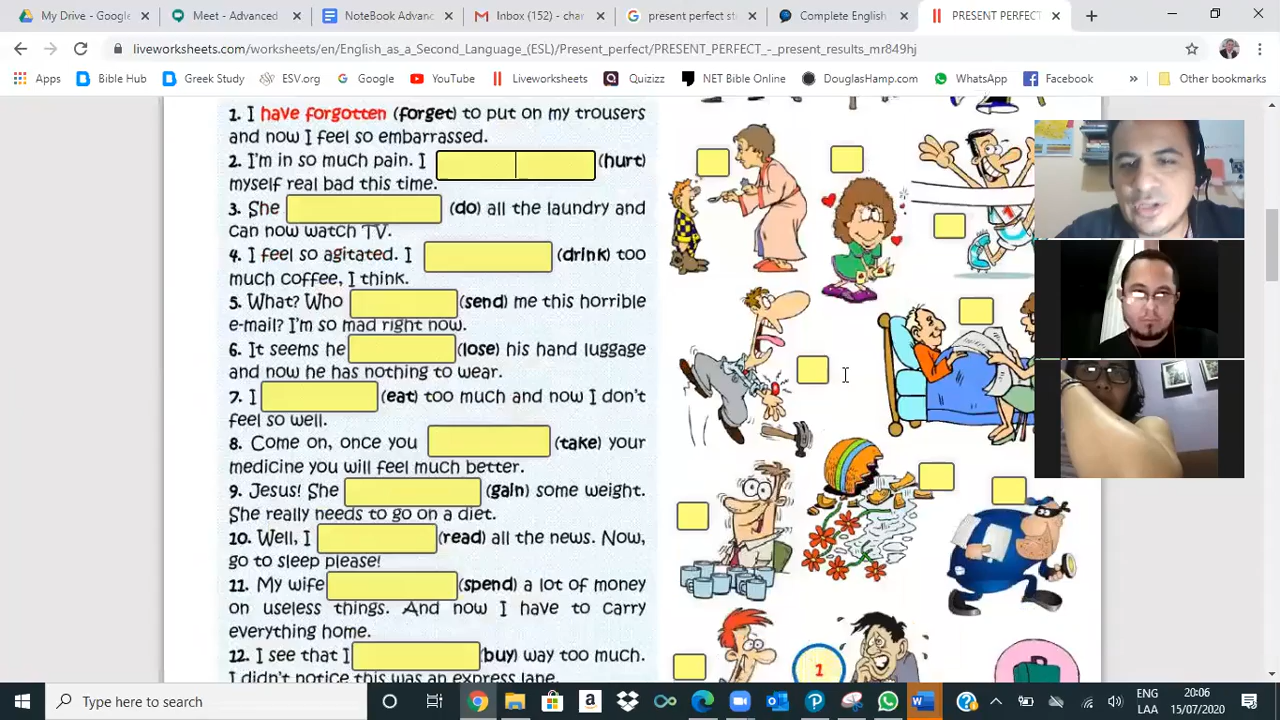 My Drive - Google
Meet - Advanced
NoteBook Advanc
Inbox (152) - char
present perfect
Complete English
PRESENT PERFECT
liveworksheets.com/worksheets/en/English_as_a_Second_Language_(ESL)/Present_perfect/PRESENT_PERFECT_-_present_results_mr849hj
Apps
Bible Hub
Greek Study
ESV.org
Google
YouTube
Liveworksheets
Quizizz
NET Bible Online
DouglasHamp.com
WhatsApp
Facebook
»
Other bookmarks
1. I have forgotten (forget) to put on my trousers
and now I feel so embarrassed.
2. I'm in so much pain. I (hurt)
myself real bad this time.
3. She (do) all the laundry and
can now watch TV.
4. I feel so agitated. I (drink) too
much coffee, I think.
5. What? Who (send) me this horrible
e-mail? I'm so mad right now.
6. It seems he (lose) his hand luggage
and now he has nothing to wear.
7. I (eat) too much and now I don't
feel so well.
8. Come on, once you (take) your
medicine you will feel much better.
9. Jesus! She (gain) some weight.
She really needs to go on a diet.
10. Well, I (read) all the news. Now,
go to sleep please!
11. My wife (spend) a lot of money
on useless things. And now I have to carry
everything home.
12. I see that I (buy) way too much.
I didn't notice this was an express lane.
1
1
Type here to search
ENG
LAA
20:06
15/07/2020